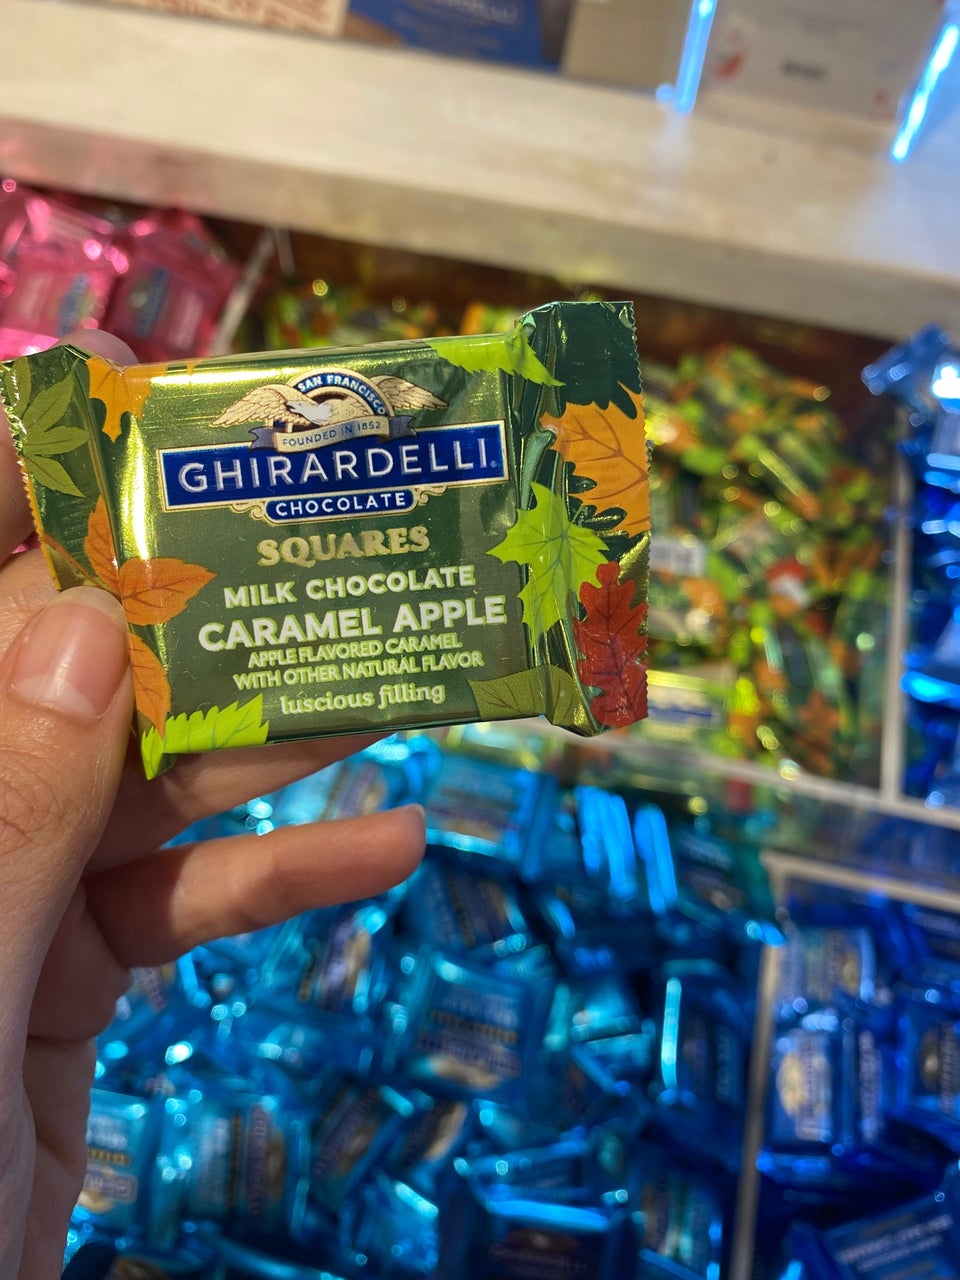 SAN FRANCISCO
FOUNDED IN 1852
GHIRARDELLI®
CHOCOLATE
SQUARES
MILK CHOCOLATE
CARAMEL APPLE
APPLE FLAVORED CARAMEL
WITH OTHER NATURAL FLAVOR
luscious filling